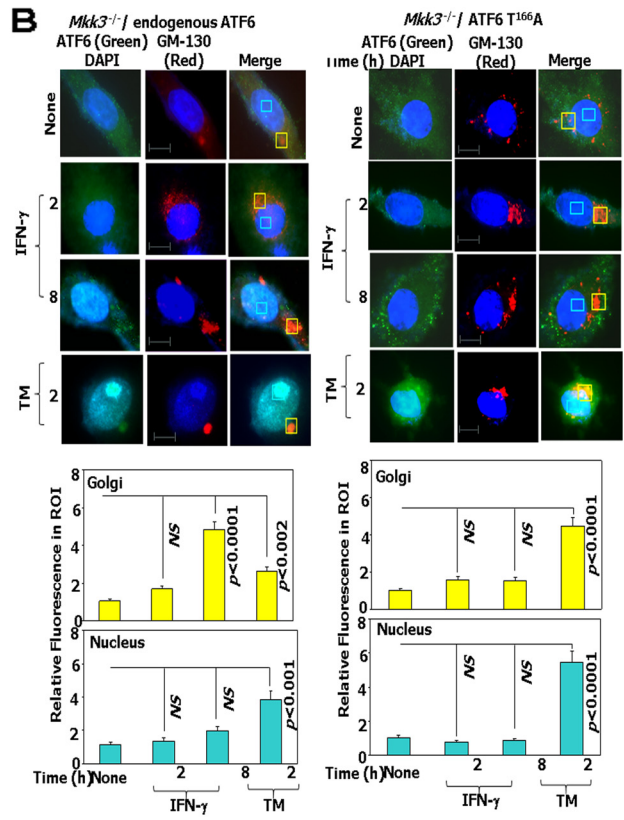 B
Mkk3-/-/ endogenous ATF6
ATF6 (Green) GM-130
DAPI (Red) Merge
None
IFN-γ
2
8
TM
2
Mkk3-/-/ ATF6 T166A
ATF6 (Green) GM-130
Time (h) DAPI (Red) Merge
None
IFN-γ
2
8
TM
2
Relative Fluorescence in ROI
Golgi
8
6
4
2
0
NS
p<0.0001
p<0.002
Nucleus
8
6
4
2
0
NS
NS
p<0.001
Time (h) None 2 8 2
IFN-γ TM
Relative Fluorescence in ROI
Golgi
8
6
4
2
0
NS
NS
p<0.0001
Nucleus
8
6
4
2
0
NS
NS
p<0.0001
None 2 8 2
IFN-γ TM